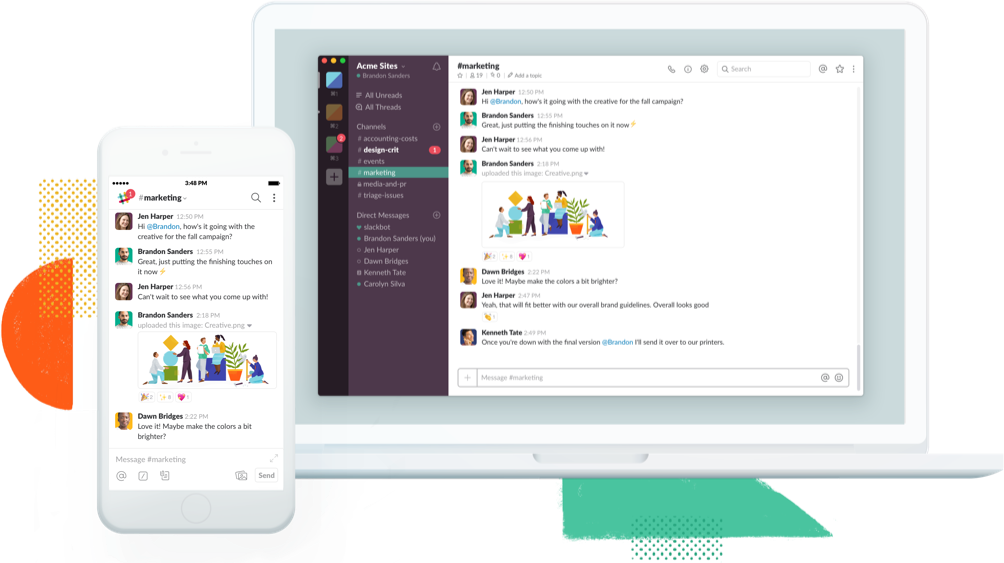 3:48 PM
1
#marketing
Jen Harper 12:50 PM
Hi @Brandon, how's it going with the
creative for the fall campaign?
Brandon Sanders 12:55 PM
Great, just putting the finishing touches on
it now⚡
Jen Harper 12:56 PM
Can't wait to see what you come up with!
Brandon Sanders 2:18 PM
uploaded this image: Creative.png
Dawn Bridges 2:22 PM
Love it! Maybe make the colors a bit
brighter?
Message #marketing
Send
2
Acme Sites
Brandon Sanders
All Unreads
All Threads
Channels
# accounting-costs
# design-crit 1
# events
# marketing
media-and-pr
# triage-issues
Direct Messages
slackbot
Brandon Sanders (you)
Jen Harper
Dawn Bridges
Kenneth Tate
Carolyn Silva
#marketing
19 | 0 | Add a topic
Search
Jen Harper 12:50 PM
Hi @Brandon, how's it going with the creative for the fall campaign?
Brandon Sanders 12:55 PM
Great, just putting the finishing touches on it now⚡
Jen Harper 12:56 PM
Can't wait to see what you come up with!
Brandon Sanders 2:18 PM
uploaded this image: Creative.png
Dawn Bridges 2:22 PM
Love it! Maybe make the colors a bit brighter?
Jen Harper 2:47 PM
Yeah, that will fit better with our overall brand guidelines. Overall looks good
Kenneth Tate 2:49 PM
Once you're down with the final version @Brandon I'll send it over to our printers.
Message #marketing